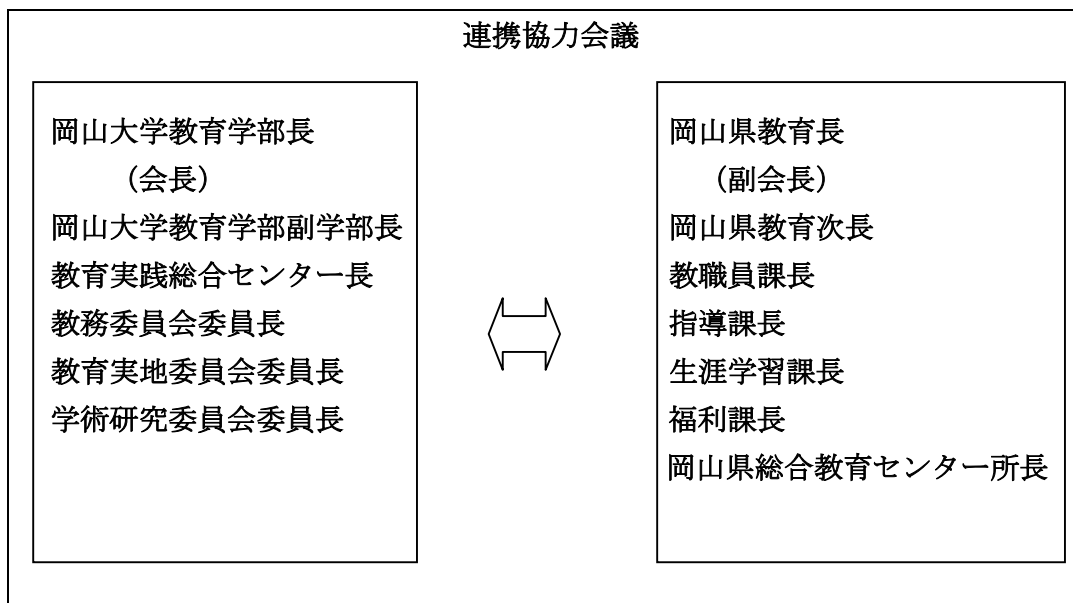 連携協力会議
岡山大学教育学部長
（会長）
岡山大学教育学部副学部長
教育実践総合センター長
教務委員会委員長
教育実地委員会委員長
学術研究委員会委員長
岡山県教育長
（副会長）
岡山県教育次長
教職員課長
指導課長
生涯学習課長
福利課長
岡山県総合教育センター所長